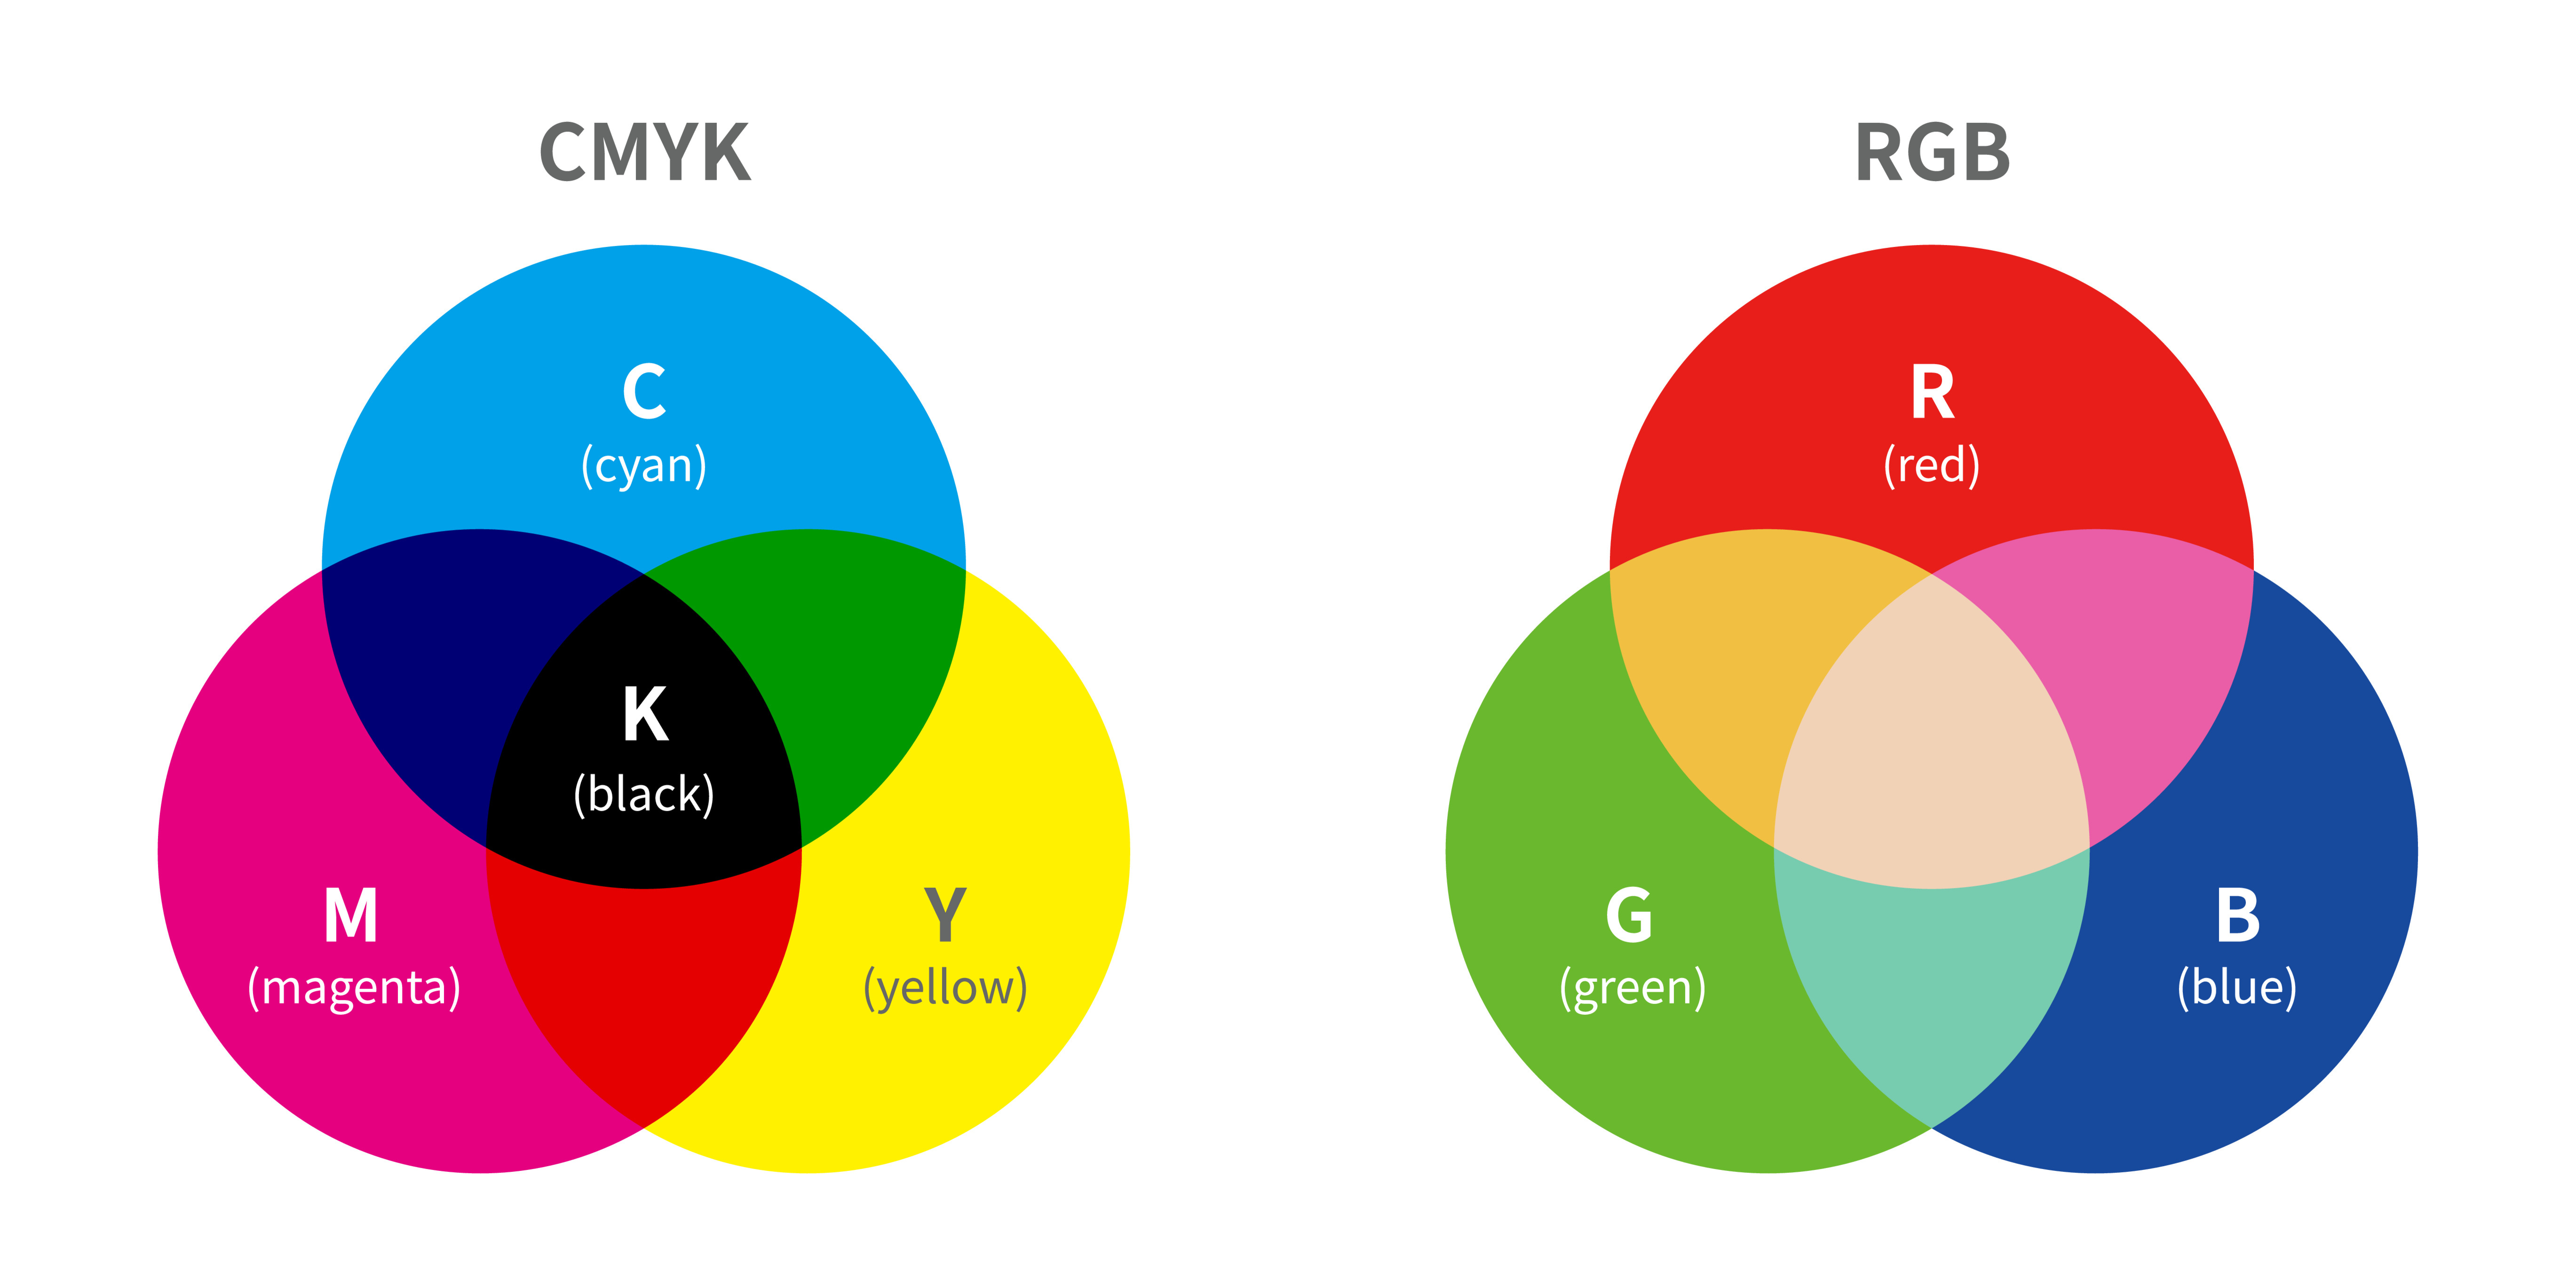 CMYK
C
(cyan)
K
(black)
M
(magenta)
Y
(yellow)
RGB
R
(red)
G
(green)
B
(blue)